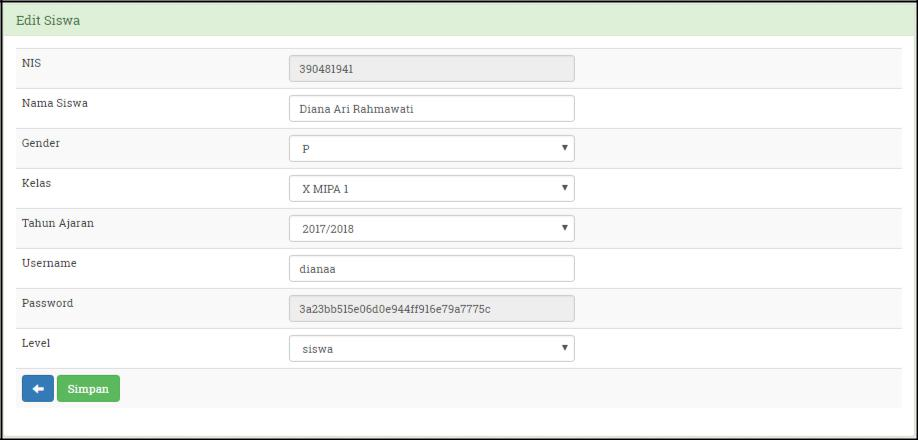 Edit Siswa
NIS 390481941
Nama Siswa Diana Ari Rahmawati
Gender P
Kelas X MIPA 1
Tahun Ajaran 2017/2018
Username dianaa
Password 3a23bb515e06d0e944ff916e79a7775c
Level siswa
Simpan